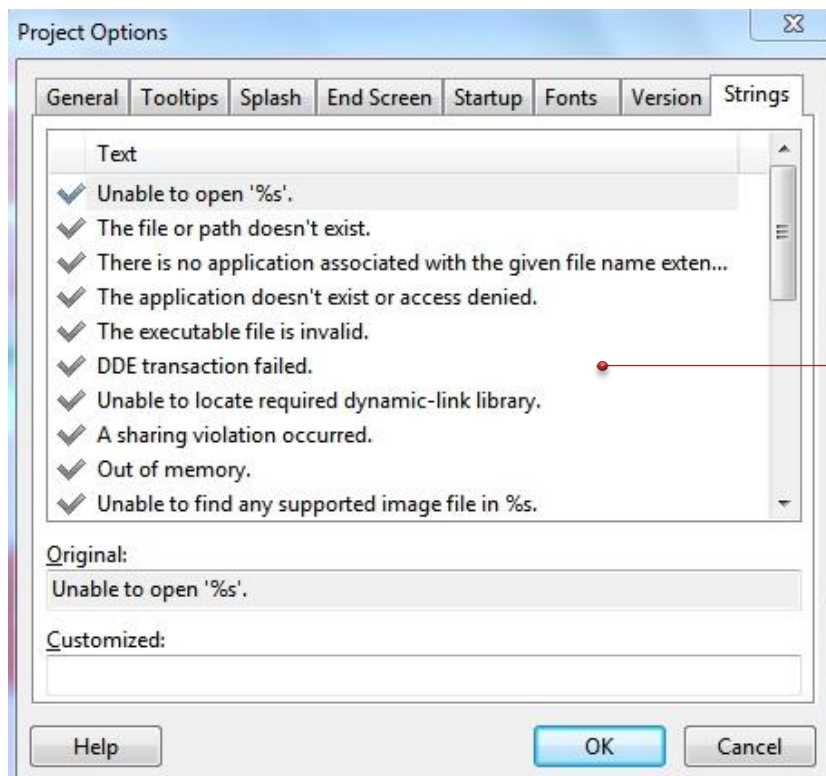 Project Options
General Tooltips Splash End Screen Startup Fonts Version Strings
Text
Unable to open '%s'.
The file or path doesn't exist.
There is no application associated with the given file name exten...
The application doesn't exist or access denied.
The executable file is invalid.
DDE transaction failed.
Unable to locate required dynamic-link library.
A sharing violation occurred.
Out of memory.
Unable to find any supported image file in %s.
Original:
Unable to open '%s'.
Customized:
Help OK Cancel